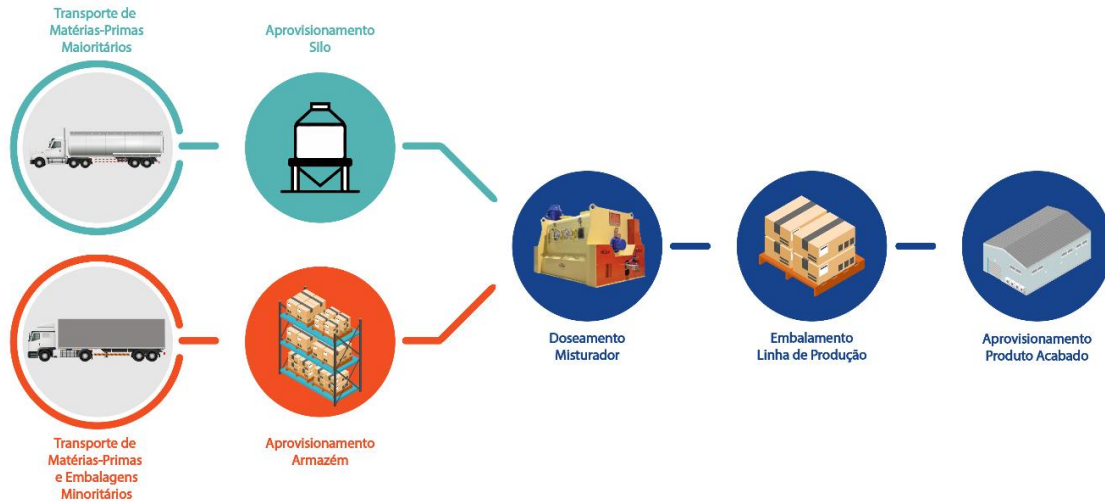 Transporte de
Matérias-Primas
Maioritários
Aprovisionamento
Silo
Doseamento
Misturador
Embalamento
Linha de Produção
Aprovisionamento
Produto Acabado
Transporte de
Matérias-Primas
e Embalagens
Minoritários
Aprovisionamento
Armazém